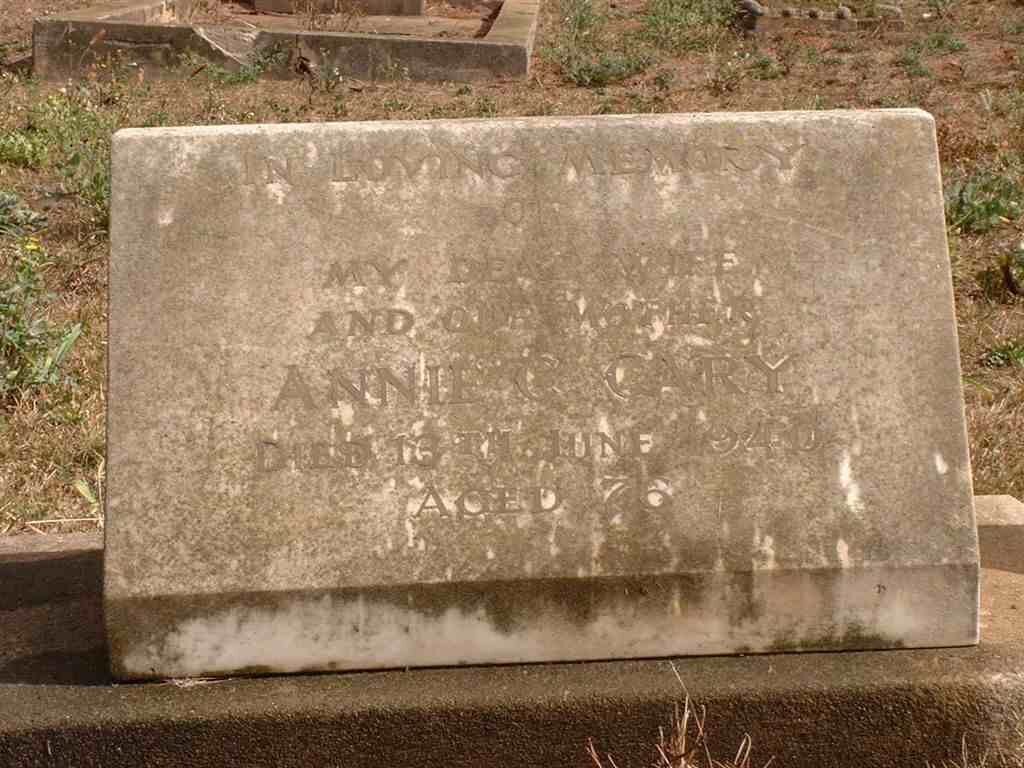 IN LOVING MEMORY
OF
MY DEAR WIFE
AND OUR MOTHER
ANNIE C. CARY
DIED 13TH JUNE 1940
AGED 76